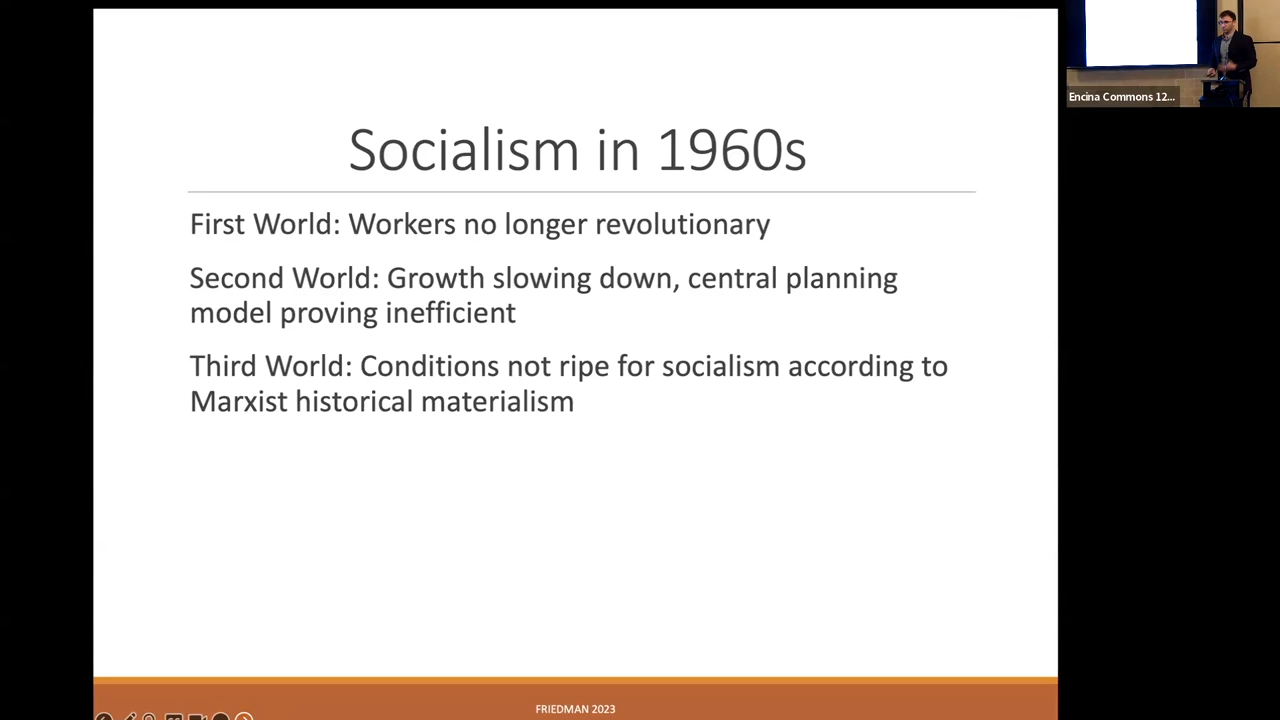 Socialism in 1960s
First World: Workers no longer revolutionary
Second World: Growth slowing down, central planning
model proving inefficient
Third World: Conditions not ripe for socialism according to
Marxist historical materialism
FRIEDMAN 2023
Encina Commons 12...